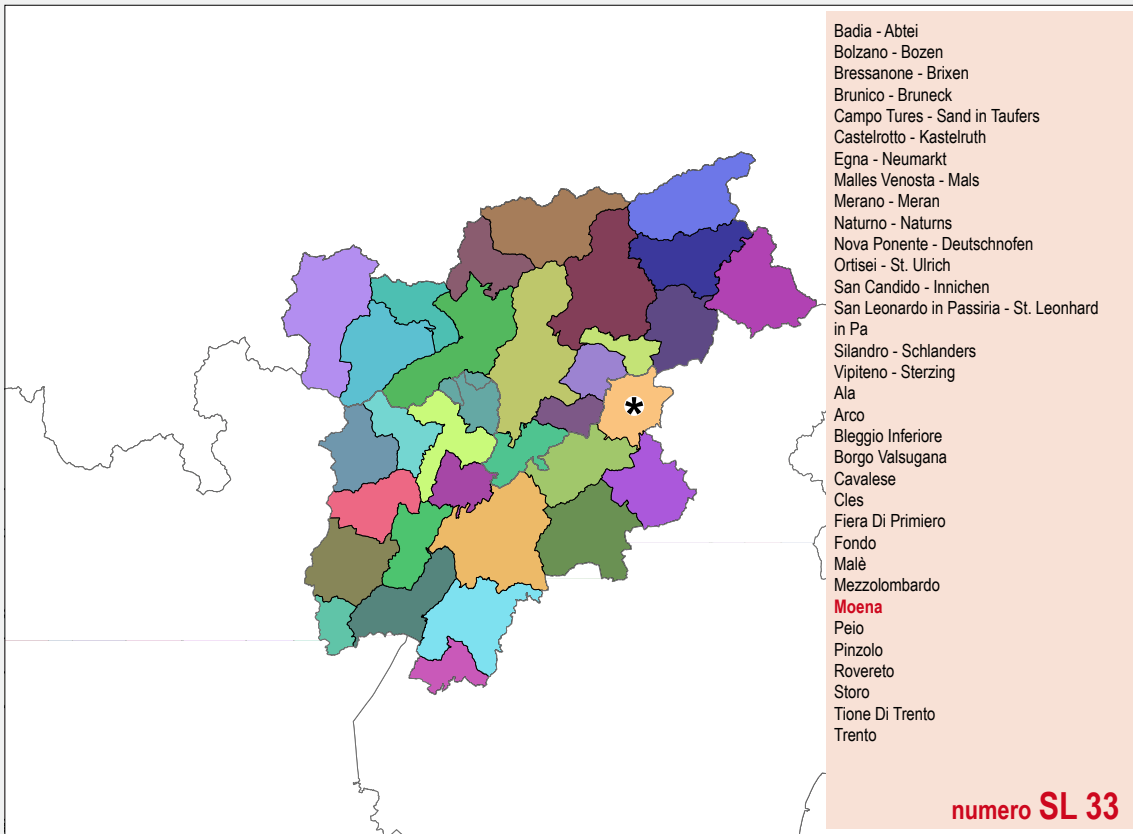 Badia - Abtei
Bolzano - Bozen
Bressanone - Brixen
Brunico - Bruneck
Campo Tures - Sand in Taufers
Castelrotto - Kastelruth
Egna - Neumarkt
Malles Venosta - Mals
Merano - Meran
Naturno - Naturns
Nova Ponente - Deutschnofen
Ortisei - St. Ulrich
San Candido - Innichen
San Leonardo in Passiria - St. Leonhard
in Pa
Silandro - Schlanders
Vipiteno - Sterzing
Ala
Arco
Bleggio Inferiore
Borgo Valsugana
Cavalese
Cles
Fiera Di Primiero
Fondo
Malè
Mezzolombardo
Moena
Peio
Pinzolo
Rovereto
Storo
Tione Di Trento
Trento
numero SL 33